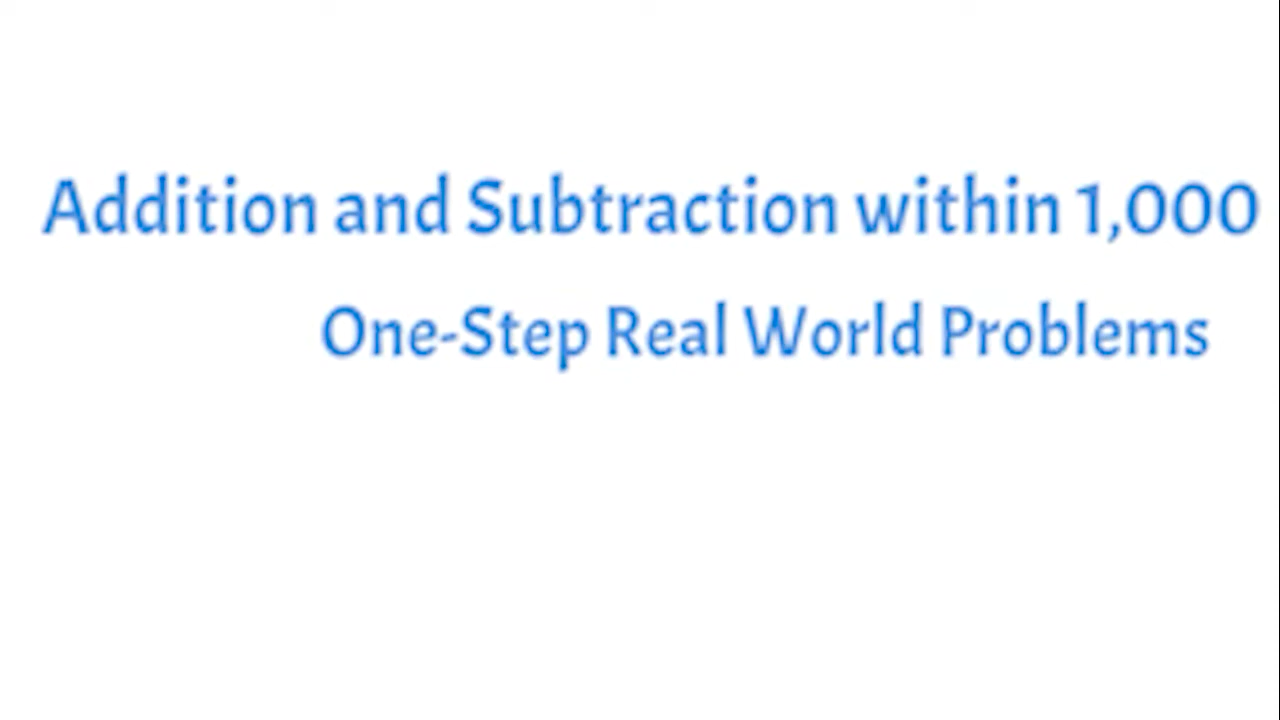 Addition and Subtraction within 1,000
One-Step Real World Problems